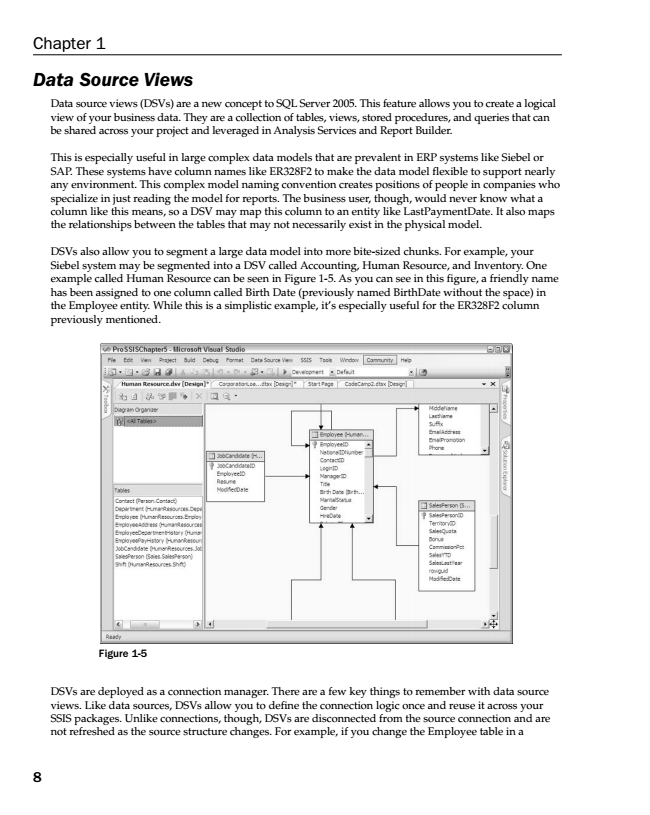 Chapter 1
Data Source Views
Data source views (DSVs) are a new concept to SQL Server 2005. This feature allows you to create a logical
view of your business data. They are a collection of tables, views, stored procedures, and queries that can
be shared across your project and leveraged in Analysis Services and Report Builder.
This is especially useful in large complex data models that are prevalent in ERP systems like Siebel or
SAP. These systems have column names like ER328F2 to make the data model flexible to support nearly
any environment. This complex model naming convention creates positions of people in companies who
specialize in just reading the model for reports. The business user, though, would never know what a
column like this means, so a DSV may map this column to an entity like LastPaymentDate. It also maps
the relationships between the tables that may not necessarily exist in the physical model.
DSVs also allow you to segment a large data model into more bite-sized chunks. For example, your
Siebel system may be segmented into a DSV called Accounting, Human Resource, and Inventory. One
example called Human Resource can be seen in Figure 1-5. As you can see in this figure, a friendly name
has been assigned to one column called Birth Date (previously named BirthDate without the space) in
the Employee entity. While this is a simplistic example, it's especially useful for the ER328F2 column
previously mentioned.
ProSSISChapter5 - Microsoft Visual Studio
File Edit View Project Build Debug Format Data Source View SSIS Tools Window Community Help
Development Default
Human Resource.dsv [Design]* CorporationLoa...dtsx [Design]* Start Page CodeCamp2.dtsx [Design]
Toolbox
Properties
Solution Explorer
Diagram Organizer
<All Tables>
Tables
Contact (Person.Contact)
Department (HumanResources.Depa
Employee (HumanResources.Employ
EmployeeAddress (HumanResources
EmployeeDepartmentHistory (Humar
EmployeePayHistory (HumanResourc
JobCandidate (HumanResources.Jot
SalesPerson (Sales.SalesPerson)
Shift (HumanResources.Shift)
JobCandidate (H...
JobCandidateID
EmployeeID
Resume
ModifiedDate
Employee (Human...
EmployeeID
NationalIDNumber
ContactID
LoginID
ManagerID
Title
Birth Date (Birth...
MaritalStatus
Gender
HireDate
MiddleName
LastName
Suffix
EmailAddress
EmailPromotion
Phone
SalesPerson (S...
SalesPersonID
TerritoryID
SalesQuota
Bonus
CommissionPct
SalesYTD
SalesLastYear
rowguid
ModifiedDate
Ready
Figure 1-5
DSVs are deployed as a connection manager. There are a few key things to remember with data source
views. Like data sources, DSVs allow you to define the connection logic once and reuse it across your
SSIS packages. Unlike connections, though, DSVs are disconnected from the source connection and are
not refreshed as the source structure changes. For example, if you change the Employee table in a
8